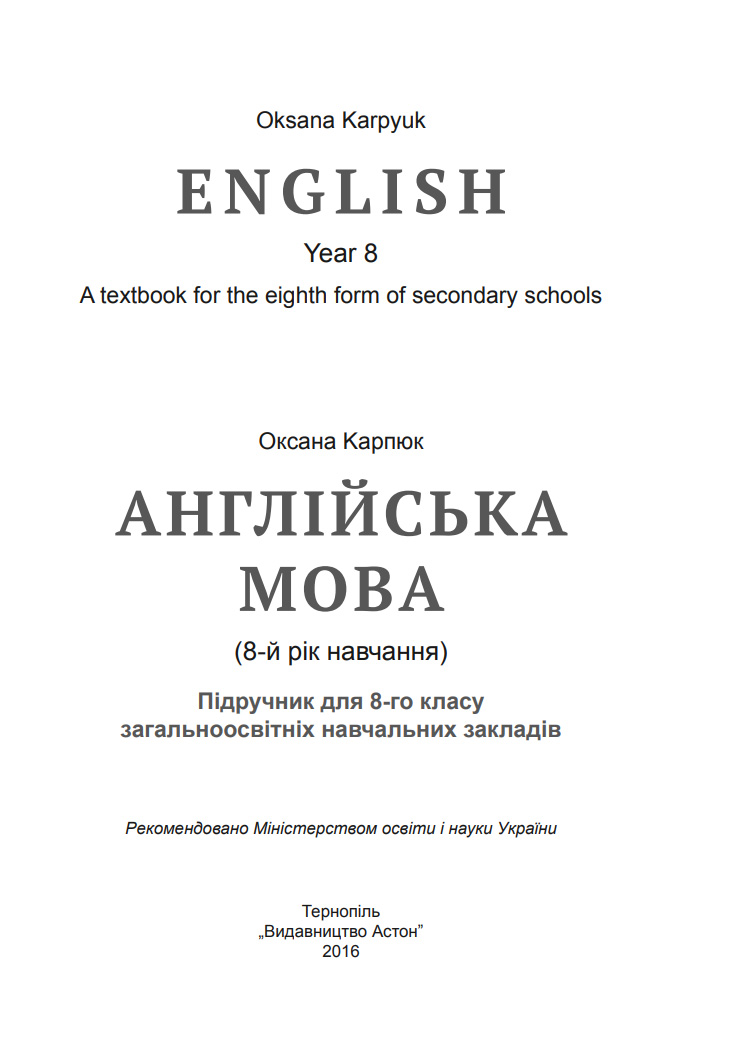 Oksana Karpyuk
ENGLISH
Year 8
A textbook for the eighth form of secondary schools
Оксана Карпюк
АНГЛІЙСЬКА
МОВА
(8-й рік навчання)
Підручник для 8-го класу
загальноосвітніх навчальних закладів
Рекомендовано Міністерством освіти і науки України
Тернопіль
„Видавництво Астон”
2016